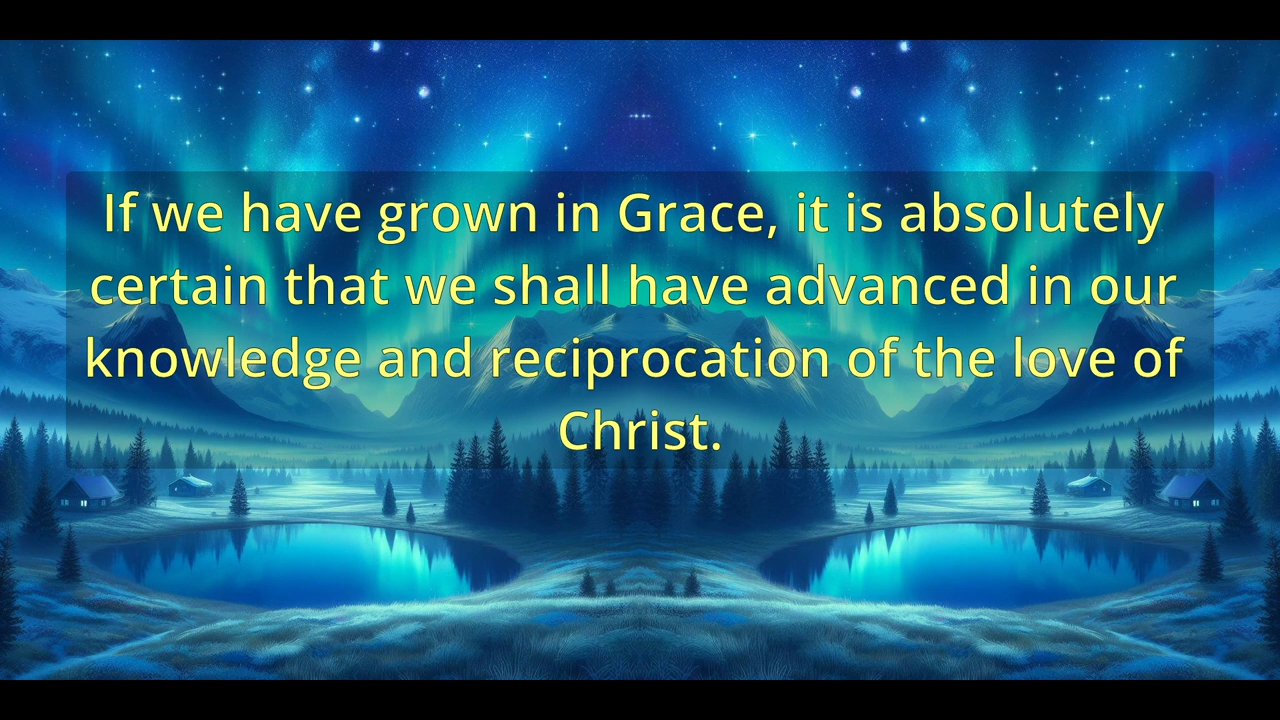 If we have grown in Grace, it is absolutely
certain that we shall have advanced in our
knowledge and reciprocation of the love of
Christ.